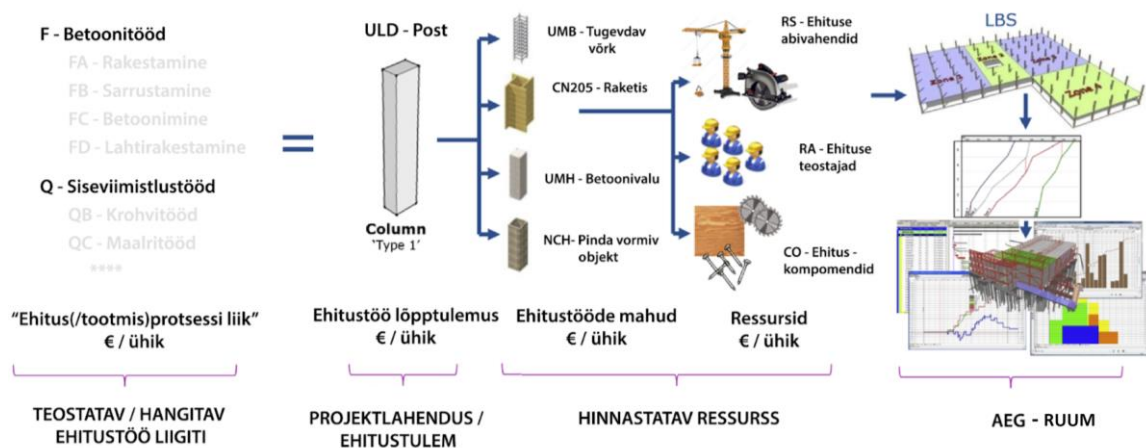 F - Betoonitööd
FA - Rakestamine
FB - Sarrustamine
FC - Betoonimine
FD - Lahtirakestamine
Q - Siseviimistlustööd
QB - Krohvitööd
QC - Maalritööd
••••
"Ehitus(/tootmis)protsessi liik"
€ / ühik
TEOSTATAV / HANGITAV
EHITUSTÖÖ LIIGITI
=
ULD - Post
Column
'Type 1'
Ehitustöö lõpptulemus
€ / ühik
PROJEKTLAHENDUS /
EHITUSTULEM
UMB - Tugevdav
võrk
CN205 - Raketis
UMH - Betoonivalu
NCH- Pinda vormiv
objekt
Ehitustööde mahud
€ / ühik
RS - Ehituse
abivahendid
RA - Ehituse
teostajad
CO - Ehitus -
kompomendid
Ressursid
€ / ühik
HINNASTATAV RESSURSS
LBS
AEG - RUUM